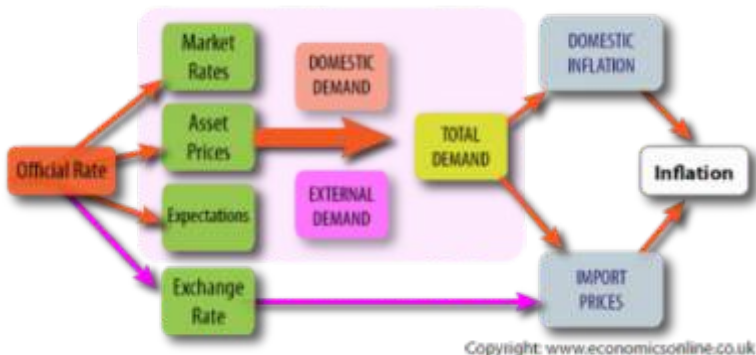 Market
Rates
DOMESTIC
DEMAND
DOMESTIC
INFLATION
Asset
Prices
TOTAL
DEMAND
Official Rate
Inflation
Expectations
EXTERNAL
DEMAND
Exchange
Rate
IMPORT
PRICES
Copyright: www.economicsonline.co.uk